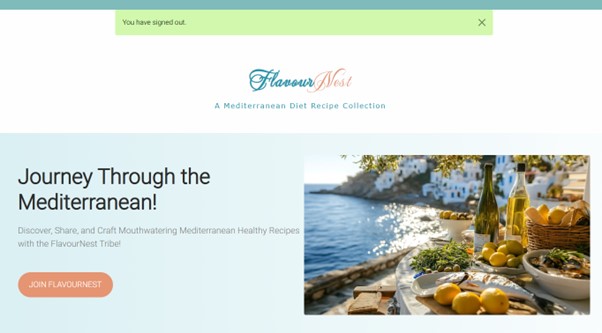 You have signed out.
FlavourNest
A Mediterranean Diet Recipe Collection
Journey Through the
Mediterranean!
Discover, Share, and Craft Mouthwatering Mediterranean Healthy Recipes
with the FlavourNest Tribe!
JOIN FLAVOURNEST